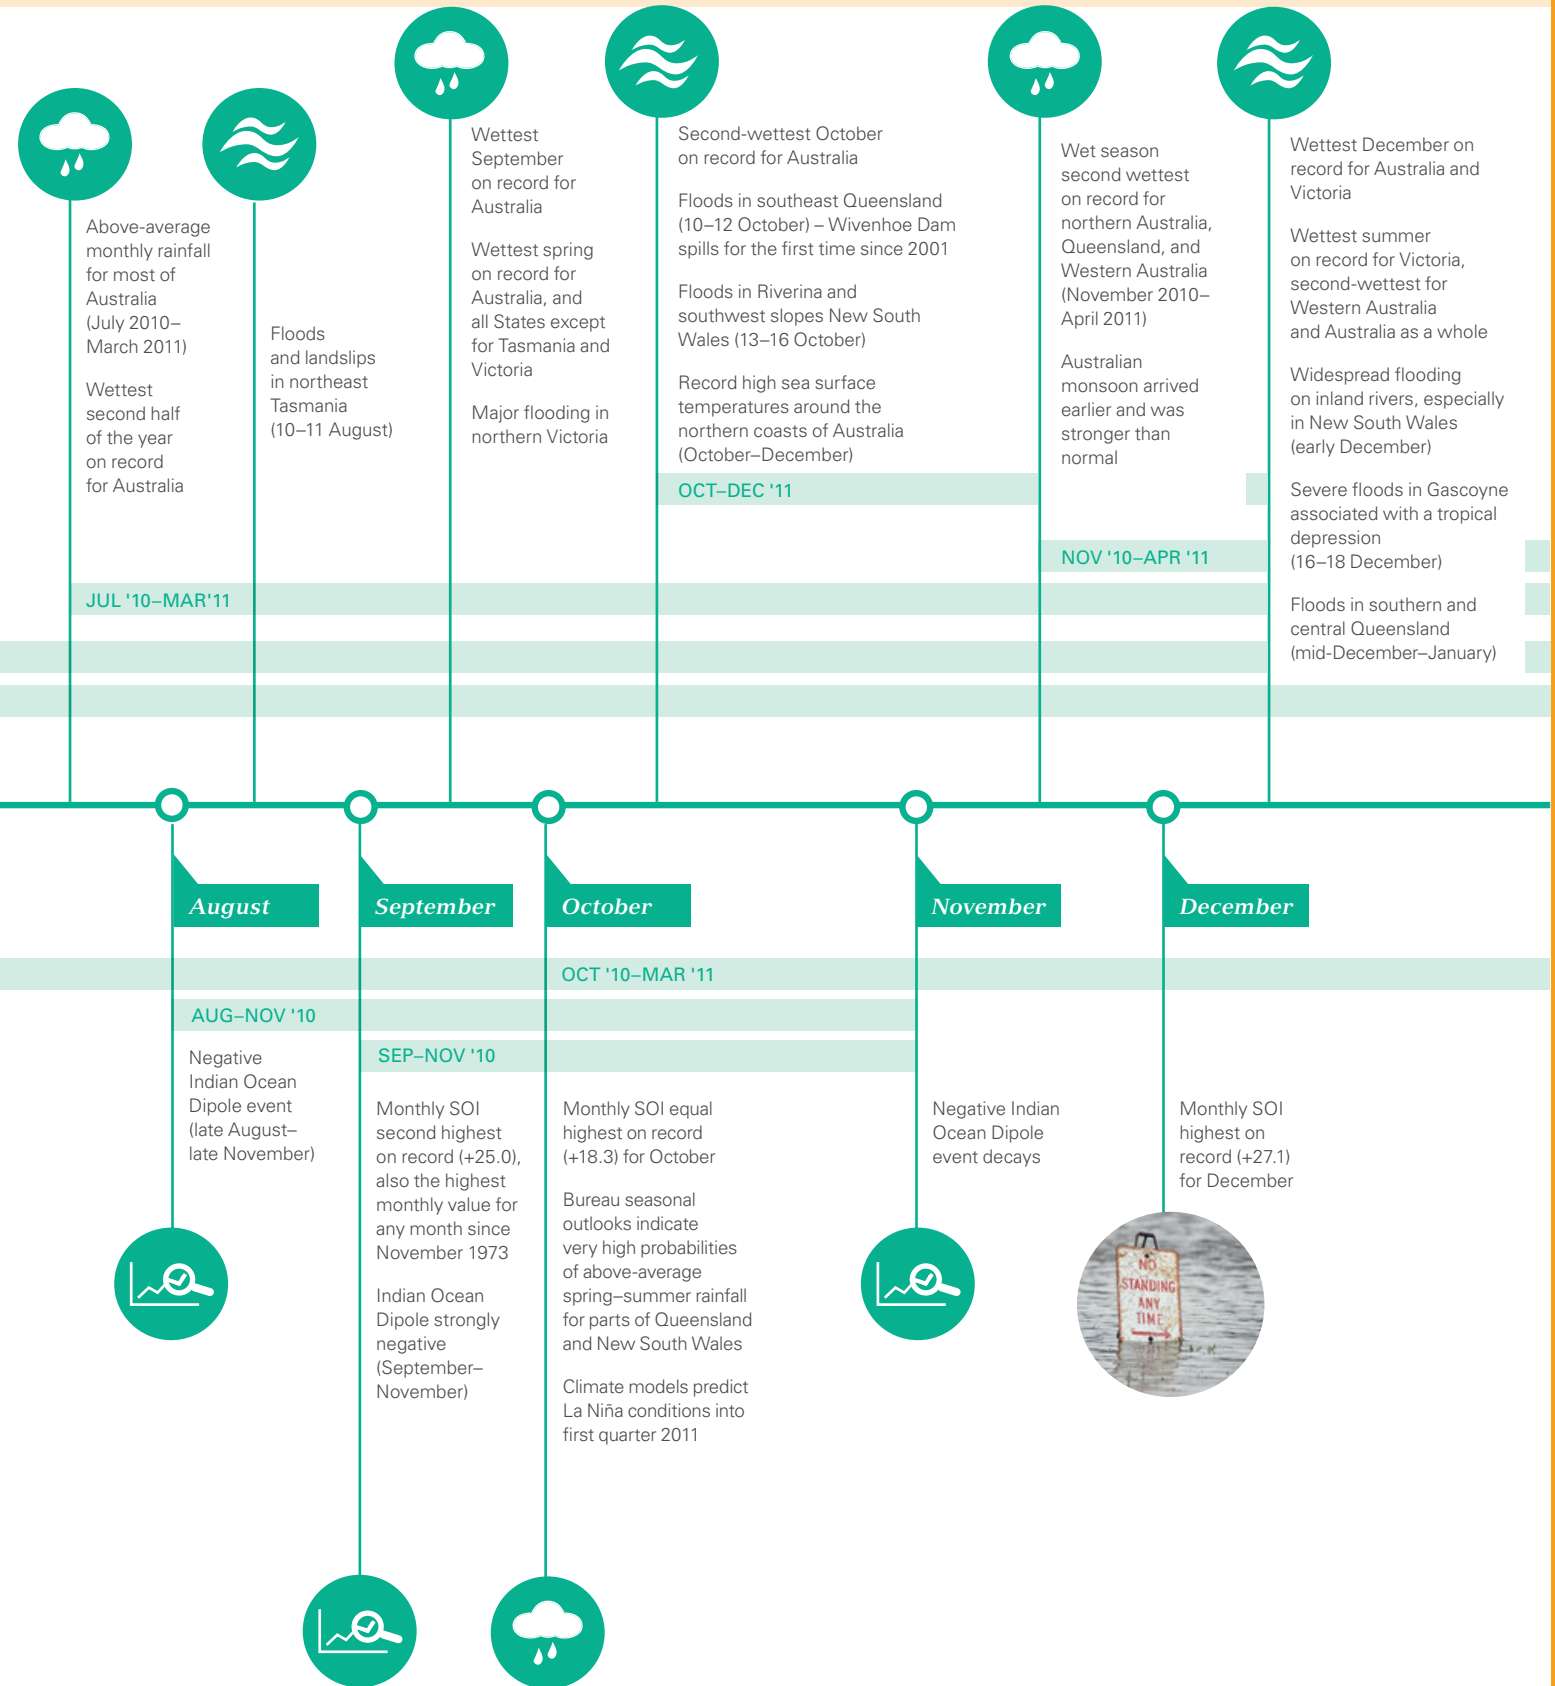 Above-average
monthly rainfall
for most of
Australia
(July 2010–
March 2011)
Wettest
second half
of the year
on record
for Australia
Floods
and landslips
in northeast
Tasmania
(10–11 August)
Wettest
September
on record for
Australia
Wettest spring
on record for
Australia, and
all States except
for Tasmania and
Victoria
Major flooding in
northern Victoria
Second-wettest October
on record for Australia
Floods in southeast Queensland
(10–12 October) – Wivenhoe Dam
spills for the first time since 2001
Floods in Riverina and
southwest slopes New South
Wales (13–16 October)
Record high sea surface
temperatures around the
northern coasts of Australia
(October–December)
OCT–DEC '11
Wet season
second wettest
on record for
northern Australia,
Queensland, and
Western Australia
(November 2010–
April 2011)
Australian
monsoon arrived
earlier and was
stronger than
normal
NOV '10–APR '11
Wettest December on
record for Australia and
Victoria
Wettest summer
on record for Victoria,
second-wettest for
Western Australia
and Australia as a whole
Widespread flooding
on inland rivers, especially
in New South Wales
(early December)
Severe floods in Gascoyne
associated with a tropical
depression
(16–18 December)
Floods in southern and
central Queensland
(mid-December–January)
JUL '10–MAR'11
August
September
October
November
December
OCT '10–MAR '11
AUG–NOV '10
SEP–NOV '10
Negative
Indian Ocean
Dipole event
(late August–
late November)
Monthly SOI
second highest
on record (+25.0),
also the highest
monthly value for
any month since
November 1973
Indian Ocean
Dipole strongly
negative
(September–
November)
Monthly SOI equal
highest on record
(+18.3) for October
Bureau seasonal
outlooks indicate
very high probabilities
of above-average
spring–summer rainfall
for parts of Queensland
and New South Wales
Climate models predict
La Niña conditions into
first quarter 2011
Negative Indian
Ocean Dipole
event decays
Monthly SOI
highest on
record (+27.1)
for December
NO
STANDING
ANY
TIME